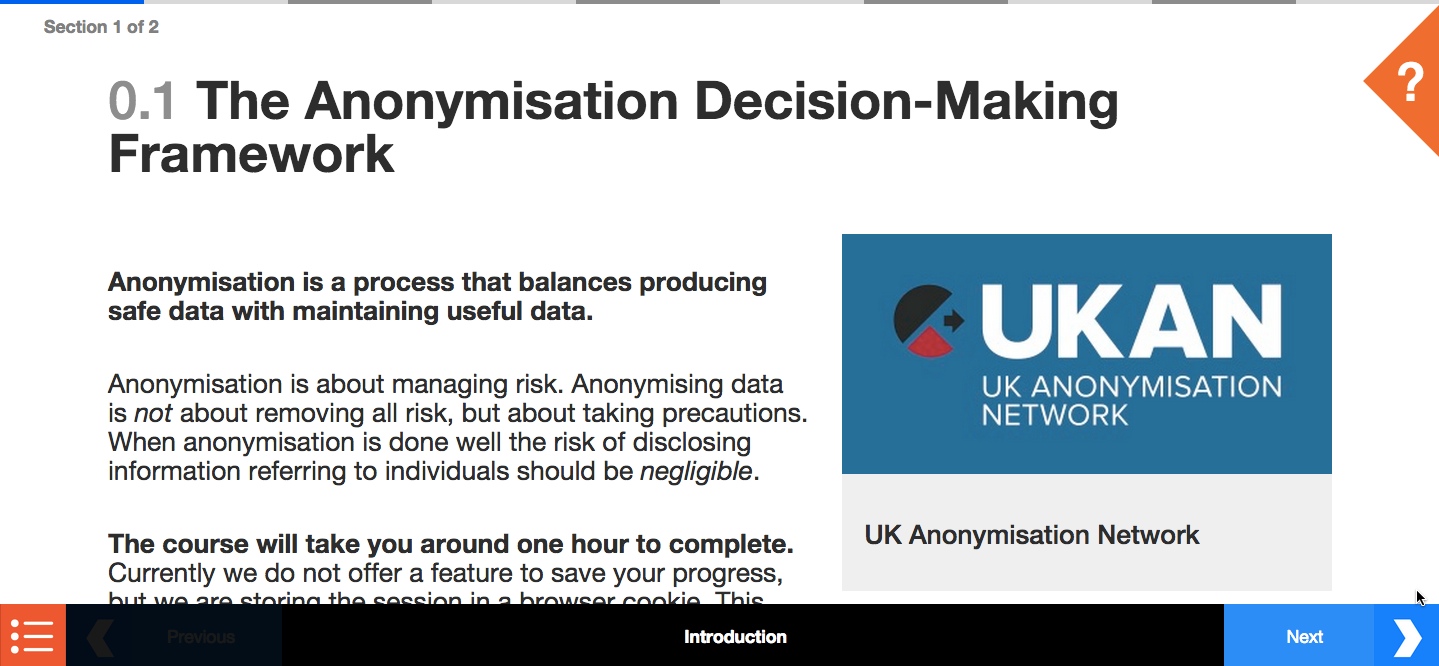 Section 1 of 2
?
0.1 The Anonymisation Decision-Making
Framework
Anonymisation is a process that balances producing
safe data with maintaining useful data.
Anonymisation is about managing risk. Anonymising data
is not about removing all risk, but about taking precautions.
When anonymisation is done well the risk of disclosing
information referring to individuals should be negligible.
The course will take you around one hour to complete.
Currently we do not offer a feature to save your progress,
but we are storing the session in a browser cookie. This
UKAN
UK ANONYMISATION
NETWORK
UK Anonymisation Network
Previous
Introduction
Next